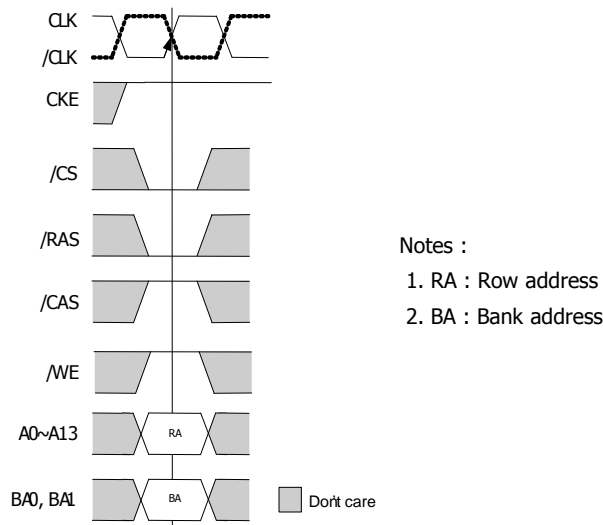 CLK
/CLK
CKE
/CS
/RAS
/CAS
/WE
A0~A13
RA
BA0, BA1
BA
Don't care
Notes :
1. RA : Row address
2. BA : Bank address